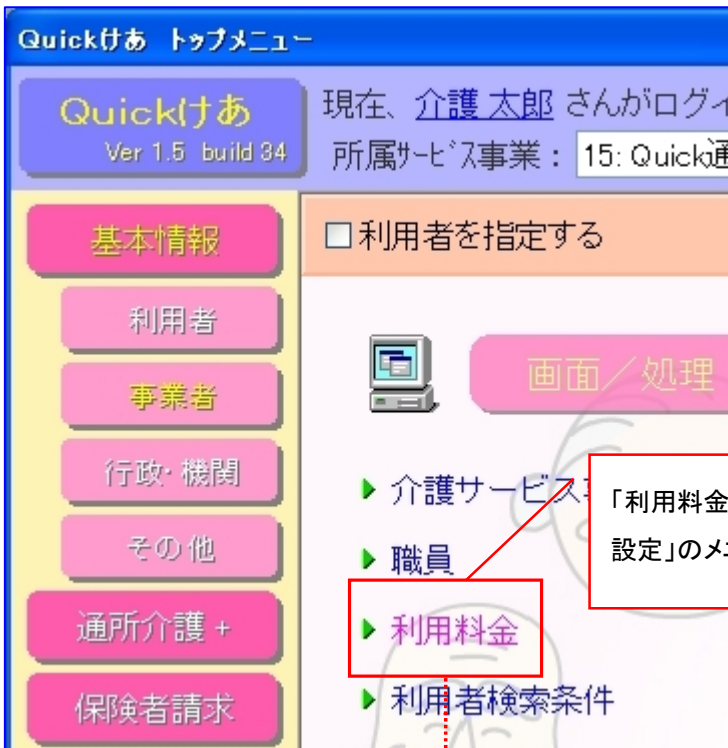 Quickけあ トップメニュー
Quickけあ
Ver 1.5 build 34
現在、介護 太郎 さんがログイ
所属ｻｰﾋﾞｽ事業： 15: Quick通
基本情報
□利用者を指定する
利用者
画面／処理
事業者
行政・機関
介護サービス
「利用料金
設定」のメ
その他
職員
通所介護 +
利用料金
保険者請求
利用者検索条件